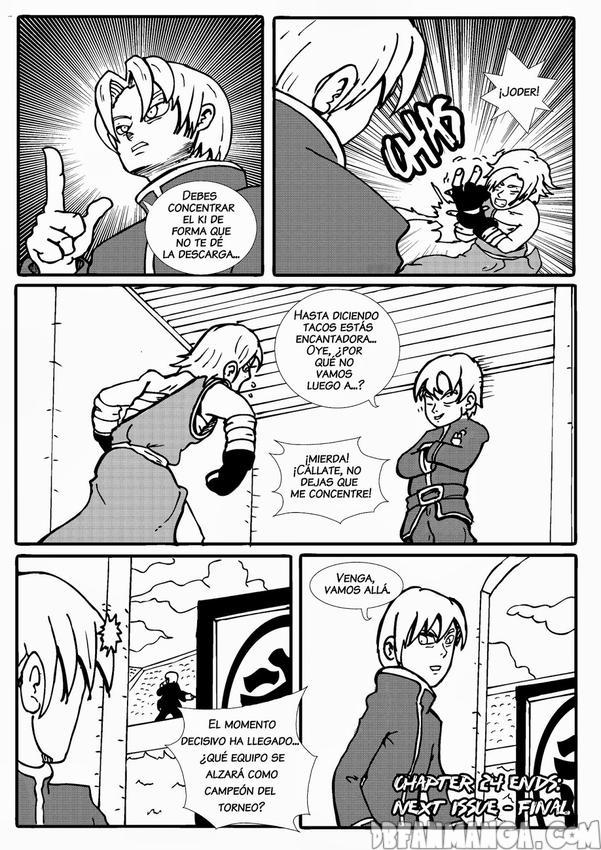 DEBES
CONCENTRAR
EL KI DE
FORMA QUE
NO TE DÉ
LA DESCARGA...
¡JODER!
CHAS
HASTA DICIENDO
TACOS ESTÁS
ENCANTADORA...
OYE, ¿POR
QUÉ NO
VAMOS
LUEGO A...?
¡MIERDA!
¡CÁLLATE, NO
DEJAS QUE
ME CONCENTRE!
EL MOMENTO
DECISIVO HA LLEGADO...
¿QUÉ EQUIPO SE
ALZARÁ COMO
CAMPEÓN DEL
TORNEO?
VENGA,
VAMOS ALLÁ.
CHAPTER 24 ENDS:
NEXT ISSUE - FINAL
DBFANMANGA.COM